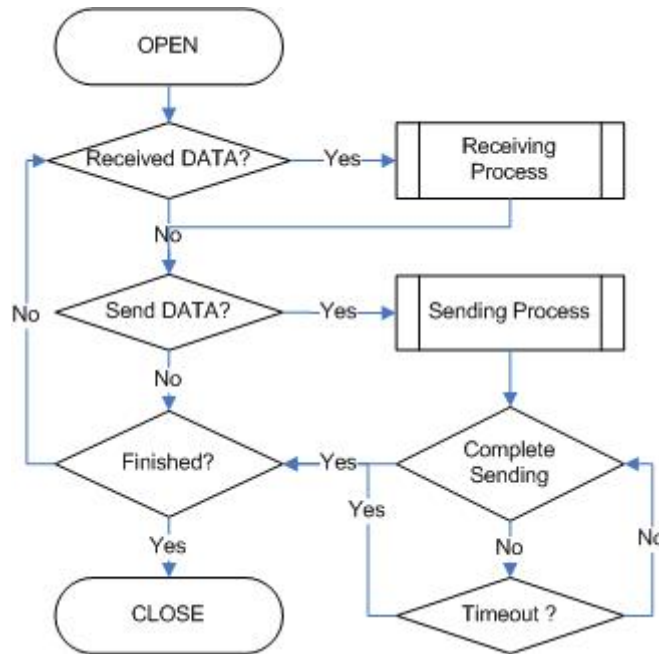 OPEN
Received DATA?
Yes
Receiving
Process
No
Send DATA?
Yes
Sending Process
No
No
Finished?
Yes
Complete
Sending
Yes
No
No
Yes
CLOSE
Timeout ?